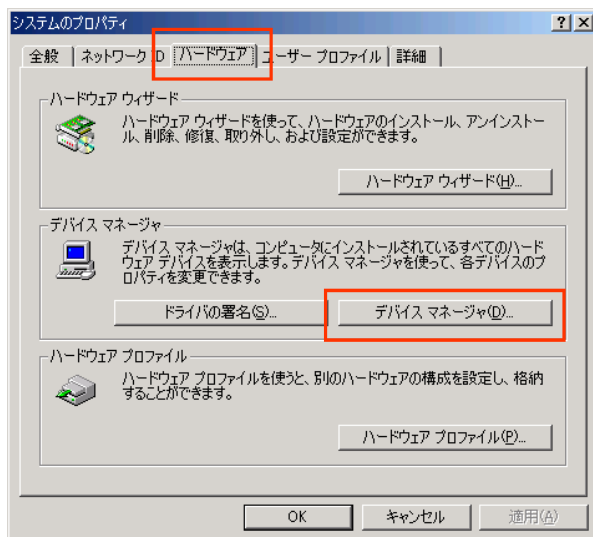 システムのプロパティ
全般 ネットワーク ID ハードウェア ユーザー プロファイル 詳細
ハードウェア ウィザード
ハードウェア ウィザードを使って、ハードウェアのインストール、アンインストー
ル、削除、修復、取り外し、および設定ができます。
ハードウェア ウィザード(H)...
デバイス マネージャ
デバイス マネージャは、コンピュータにインストールされているすべてのハード
ウェア デバイスを表示します。デバイス マネージャを使って、各デバイスのプ
ロパティを変更できます。
ドライバの署名(S)... デバイス マネージャ(D)...
ハードウェア プロファイル
ハードウェア プロファイルを使うと、別のハードウェアの構成を設定し、格納
することができます。
ハードウェア プロファイル(P)...
OK キャンセル 適用(A)